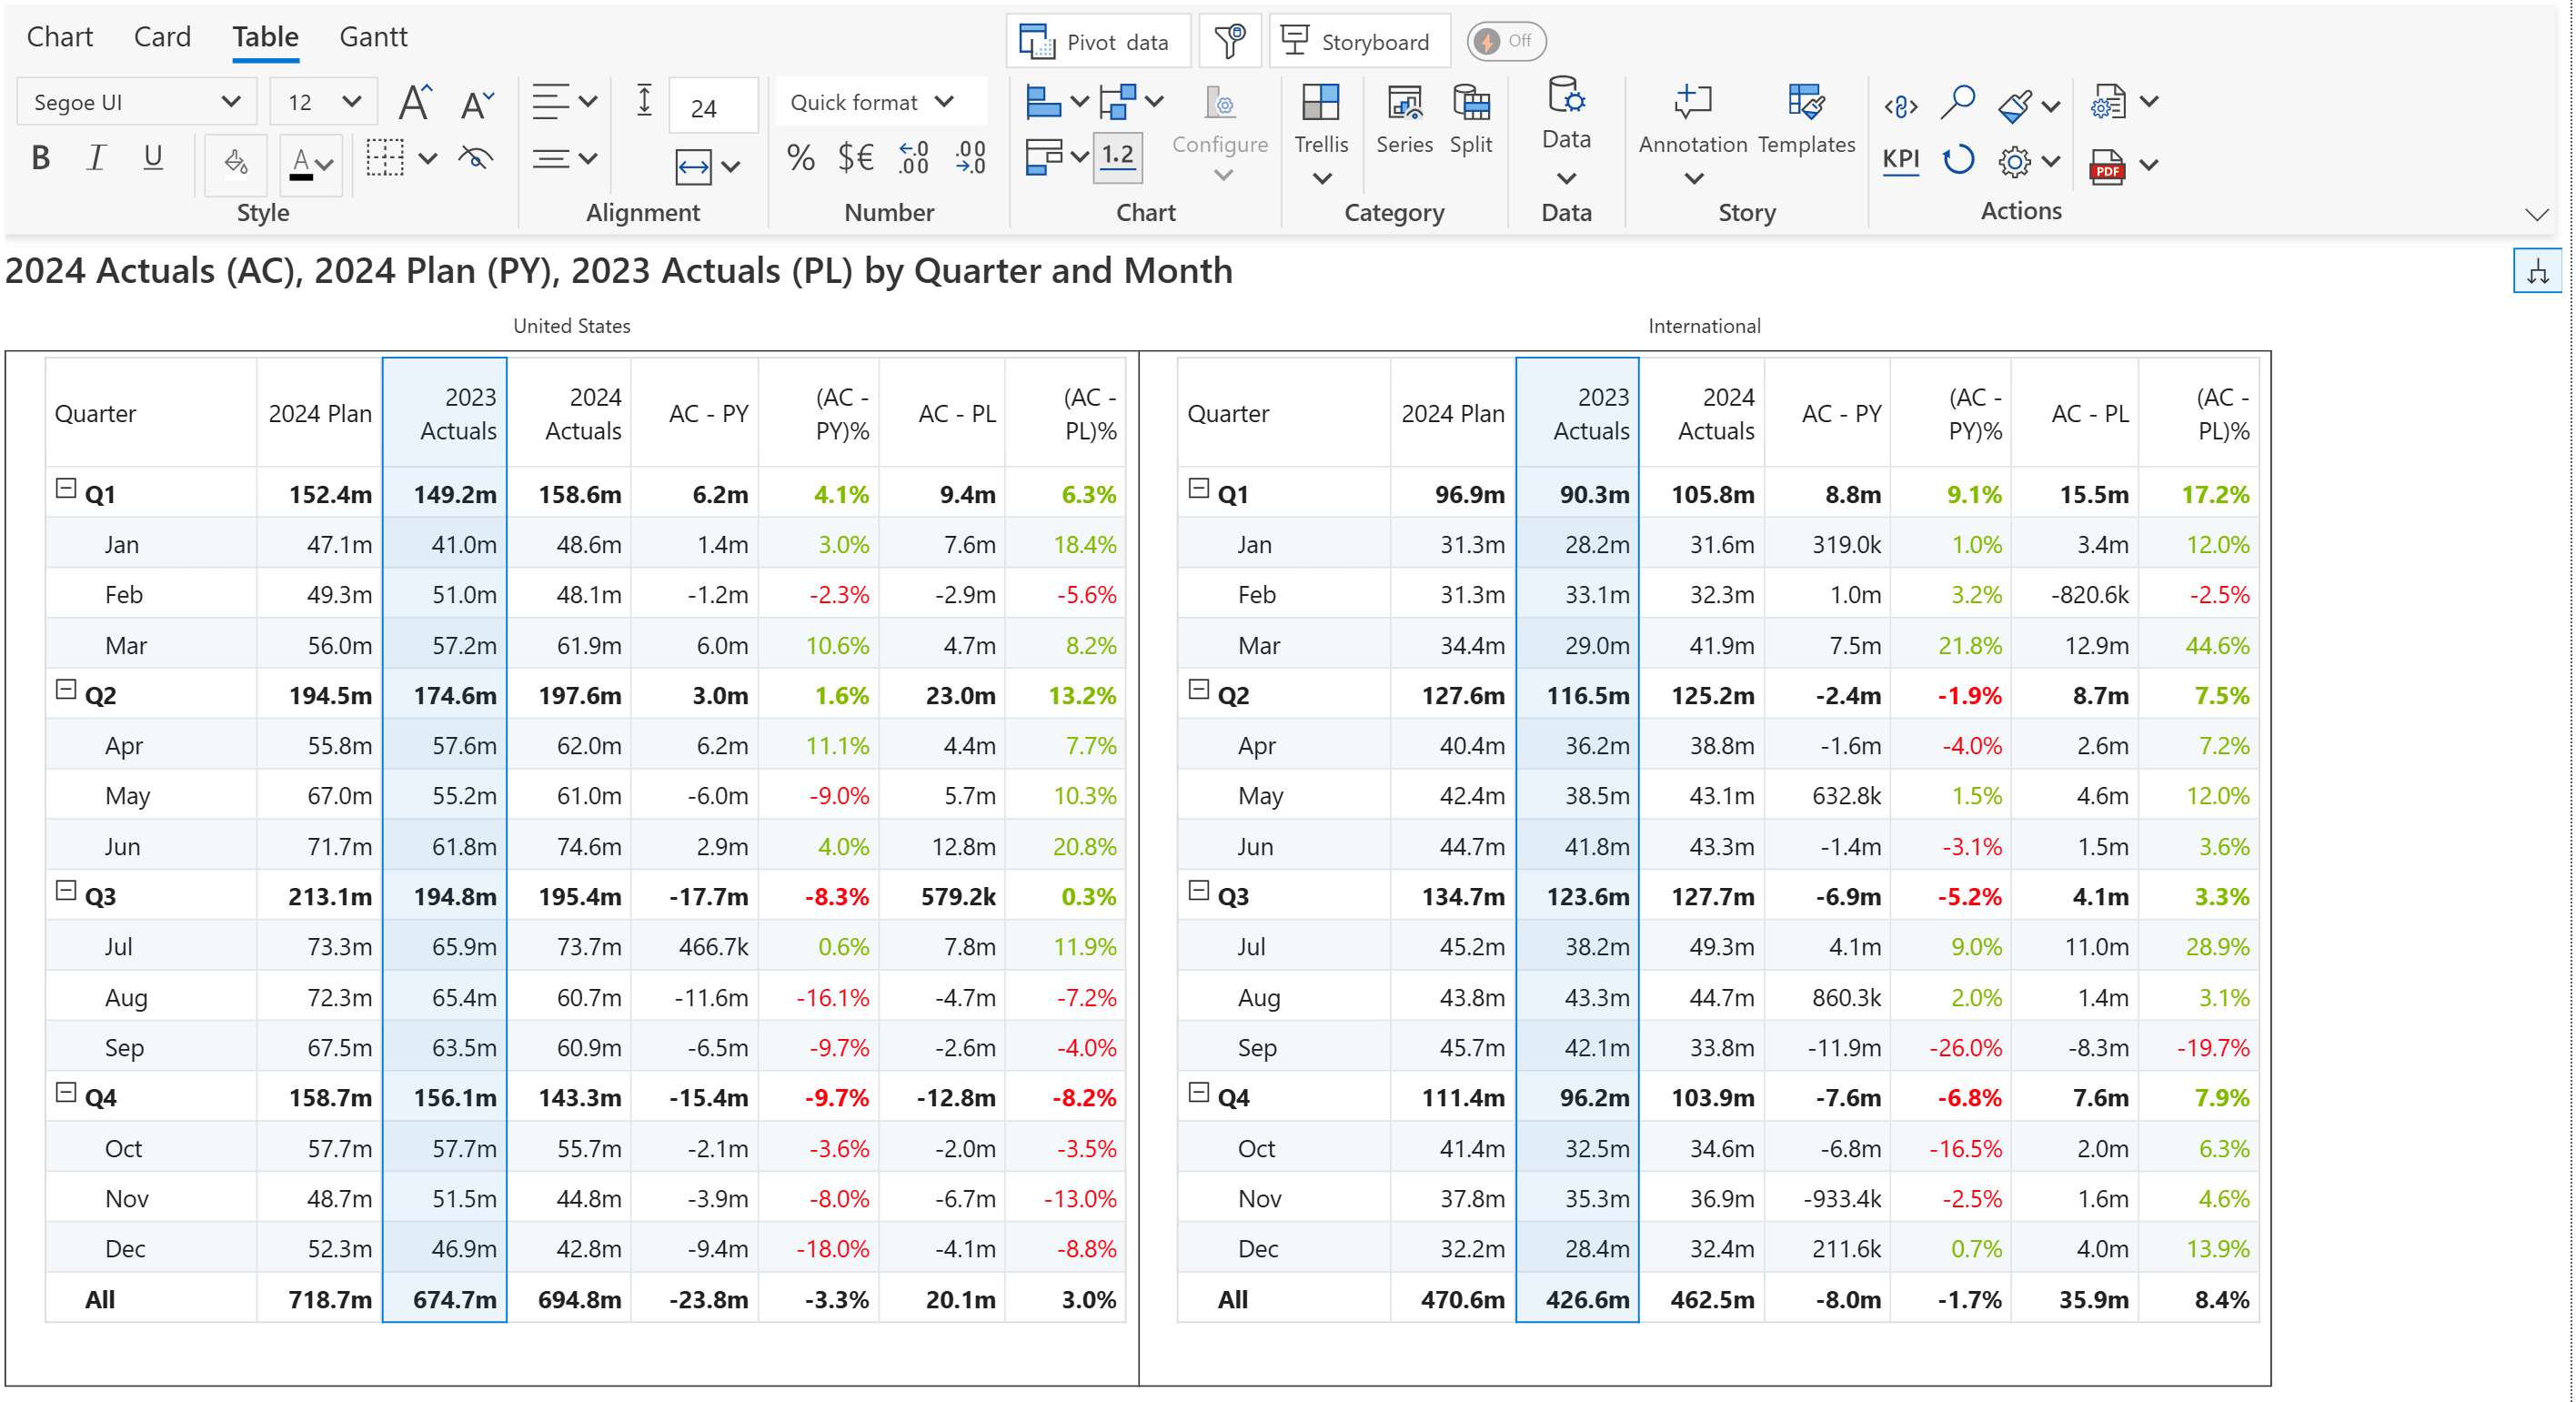 Chart Card Table Gantt Pivot data Storyboard Off
Segoe UI 12 A A 24 Quick format 1.2 Configure Trellis Series Split Data Annotation Templates
B I U A % $€ ←.0 .00 .00 →.0 KPI PDF
Style Alignment Number Chart Category Data Story Actions
2024 Actuals (AC), 2024 Plan (PY), 2023 Actuals (PL) by Quarter and Month
United States International
Quarter 2024 Plan 2023 Actuals 2024 Actuals AC - PY (AC - PY)% AC - PL (AC - PL)% Quarter 2024 Plan 2023 Actuals 2024 Actuals AC - PY (AC - PY)% AC - PL (AC - PL)%
Q1 152.4m 149.2m 158.6m 6.2m 4.1% 9.4m 6.3% Q1 96.9m 90.3m 105.8m 8.8m 9.1% 15.5m 17.2%
Jan 47.1m 41.0m 48.6m 1.4m 3.0% 7.6m 18.4% Jan 31.3m 28.2m 31.6m 319.0k 1.0% 3.4m 12.0%
Feb 49.3m 51.0m 48.1m -1.2m -2.3% -2.9m -5.6% Feb 31.3m 33.1m 32.3m 1.0m 3.2% -820.6k -2.5%
Mar 56.0m 57.2m 61.9m 6.0m 10.6% 4.7m 8.2% Mar 34.4m 29.0m 41.9m 7.5m 21.8% 12.9m 44.6%
Q2 194.5m 174.6m 197.6m 3.0m 1.6% 23.0m 13.2% Q2 127.6m 116.5m 125.2m -2.4m -1.9% 8.7m 7.5%
Apr 55.8m 57.6m 62.0m 6.2m 11.1% 4.4m 7.7% Apr 40.4m 36.2m 38.8m -1.6m -4.0% 2.6m 7.2%
May 67.0m 55.2m 61.0m -6.0m -9.0% 5.7m 10.3% May 42.4m 38.5m 43.1m 632.8k 1.5% 4.6m 12.0%
Jun 71.7m 61.8m 74.6m 2.9m 4.0% 12.8m 20.8% Jun 44.7m 41.8m 43.3m -1.4m -3.1% 1.5m 3.6%
Q3 213.1m 194.8m 195.4m -17.7m -8.3% 579.2k 0.3% Q3 134.7m 123.6m 127.7m -6.9m -5.2% 4.1m 3.3%
Jul 73.3m 65.9m 73.7m 466.7k 0.6% 7.8m 11.9% Jul 45.2m 38.2m 49.3m 4.1m 9.0% 11.0m 28.9%
Aug 72.3m 65.4m 60.7m -11.6m -16.1% -4.7m -7.2% Aug 43.8m 43.3m 44.7m 860.3k 2.0% 1.4m 3.1%
Sep 67.5m 63.5m 60.9m -6.5m -9.7% -2.6m -4.0% Sep 45.7m 42.1m 33.8m -11.9m -26.0% -8.3m -19.7%
Q4 158.7m 156.1m 143.3m -15.4m -9.7% -12.8m -8.2% Q4 111.4m 96.2m 103.9m -7.6m -6.8% 7.6m 7.9%
Oct 57.7m 57.7m 55.7m -2.1m -3.6% -2.0m -3.5% Oct 41.4m 32.5m 34.6m -6.8m -16.5% 2.0m 6.3%
Nov 48.7m 51.5m 44.8m -3.9m -8.0% -6.7m -13.0% Nov 37.8m 35.3m 36.9m -933.4k -2.5% 1.6m 4.6%
Dec 52.3m 46.9m 42.8m -9.4m -18.0% -4.1m -8.8% Dec 32.2m 28.4m 32.4m 211.6k 0.7% 4.0m 13.9%
All 718.7m 674.7m 694.8m -23.8m -3.3% 20.1m 3.0% All 470.6m 426.6m 462.5m -8.0m -1.7% 35.9m 8.4%